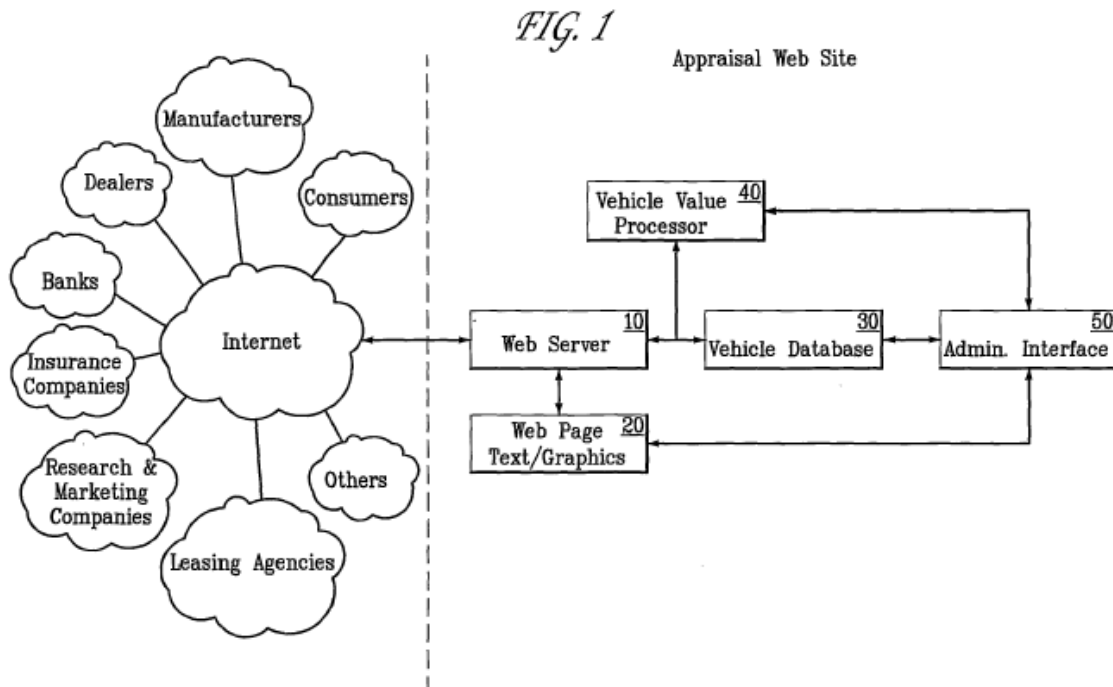 FIG. 1
Appraisal Web Site
Manufacturers
Dealers
Consumers
Banks
Internet
Insurance
Companies
Research &
Marketing
Companies
Others
Leasing Agencies
40
Vehicle Value
Processor
10
Web Server
30
Vehicle Database
50
Admin. Interface
20
Web Page
Text/Graphics